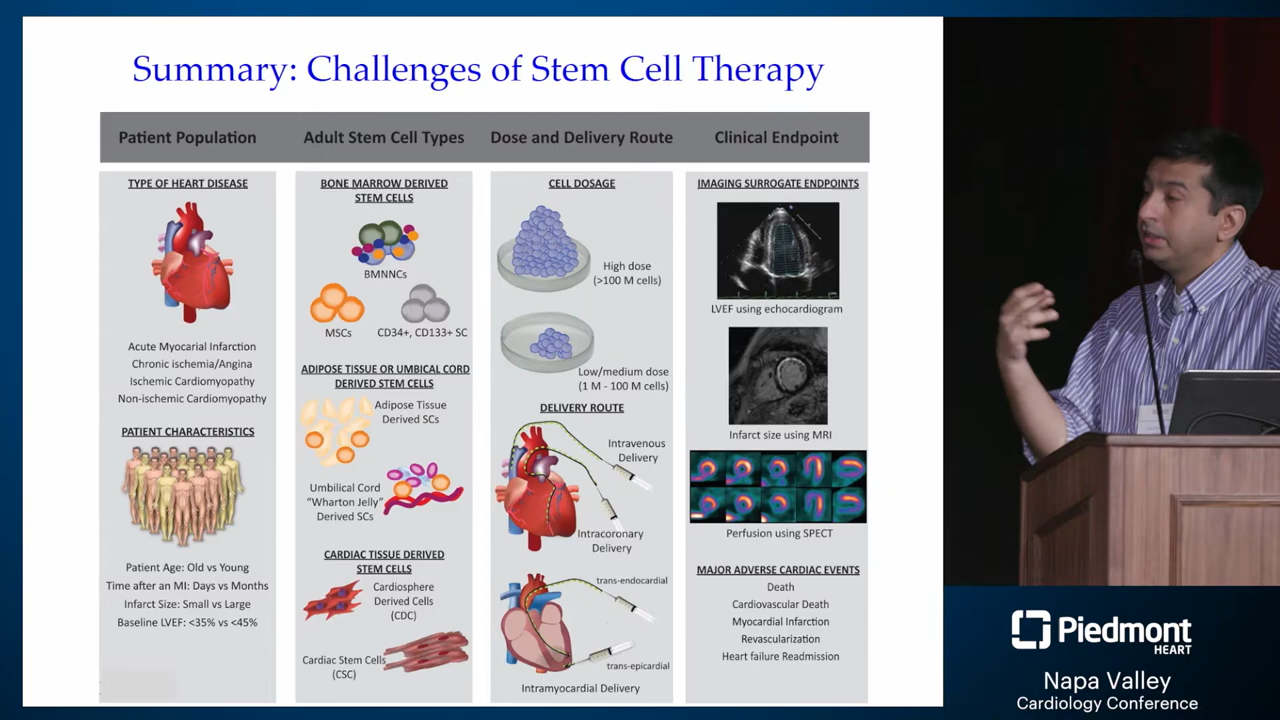 Summary: Challenges of Stem Cell Therapy
Patient Population
Adult Stem Cell Types
Dose and Delivery Route
Clinical Endpoint
TYPE OF HEART DISEASE
Acute Myocarial Infarction
Chronic ischemia/Angina
Ischemic Cardiomyopathy
Non-ischemic Cardiomyopathy
PATIENT CHARACTERISTICS
Patient Age: Old vs Young
Time after an MI: Days vs Months
Infarct Size: Small vs Large
Baseline LVEF: <35% vs <45%
BONE MARROW DERIVED
STEM CELLS
BMNNCs
MSCs
CD34+, CD133+ SC
ADIPOSE TISSUE OR UMBICAL CORD
DERIVED STEM CELLS
Adipose Tissue
Derived SCs
Umbilical Cord
"Wharton Jelly"
Derived SCs
CARDIAC TISSUE DERIVED
STEM CELLS
Cardiosphere
Derived Cells
(CDC)
Cardiac Stem Cells
(CSC)
CELL DOSAGE
High dose
(>100 M cells)
Low/medium dose
(1 M - 100 M cells)
DELIVERY ROUTE
Intravenous
Delivery
Intracoronary
Delivery
trans-endocardial
trans-epicardial
Intramyocardial Delivery
IMAGING SURROGATE ENDPOINTS
LVEF using echocardiogram
Infarct size using MRI
Perfusion using SPECT
MAJOR ADVERSE CARDIAC EVENTS
Death
Cardiovascular Death
Myocardial Infarction
Revascularization
Heart failure Readmission
Piedmont
HEART
Napa Valley
Cardiology Conference